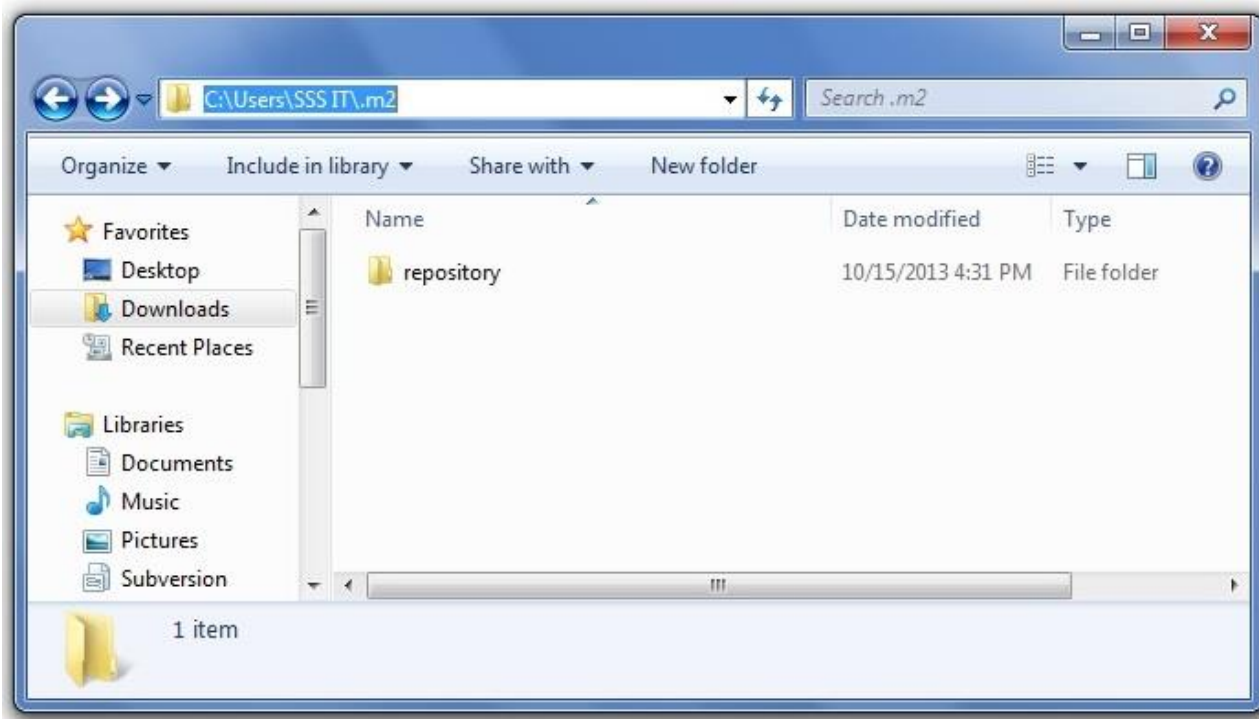 C:\Users\SSS IT\.m2
Search .m2
Organize Include in library Share with New folder
Favorites
Desktop
Downloads
Recent Places
Libraries
Documents
Music
Pictures
Subversion
Name Date modified Type
repository 10/15/2013 4:31 PM File folder
1 item